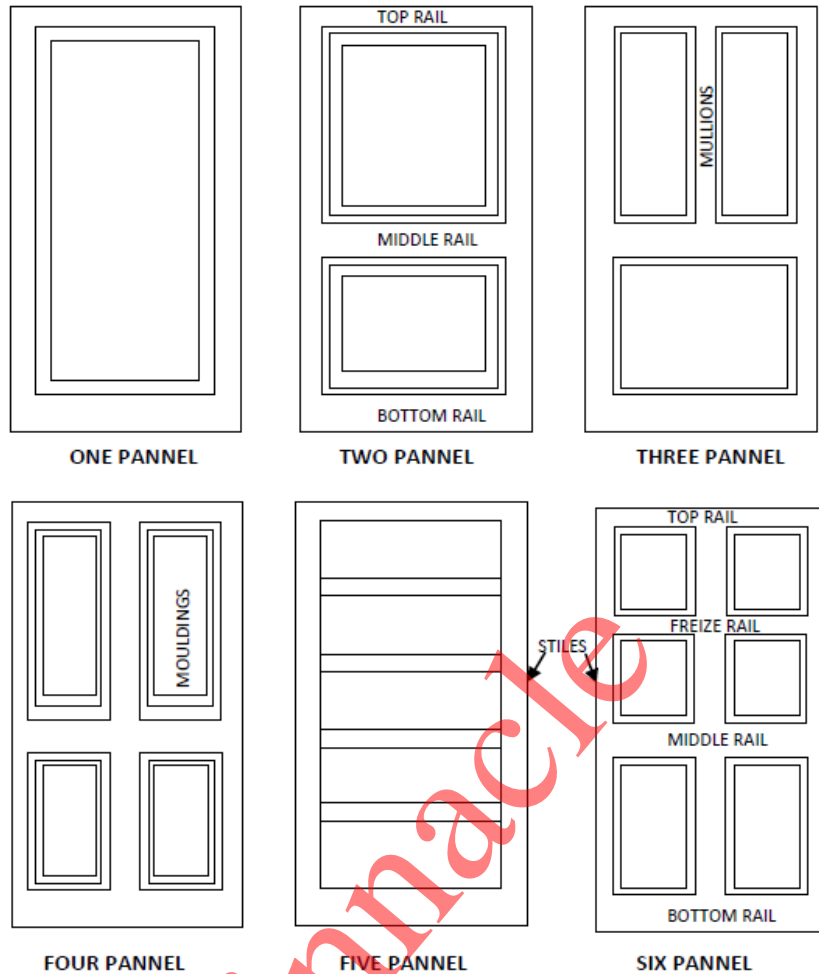 TOP RAIL
MULLIONS
MIDDLE RAIL
BOTTOM RAIL
ONE PANNEL
TWO PANNEL
THREE PANNEL
MOULDINGS
STILES
TOP RAIL
FREIZE RAIL
MIDDLE RAIL
BOTTOM RAIL
FOUR PANNEL
FIVE PANNEL
SIX PANNEL